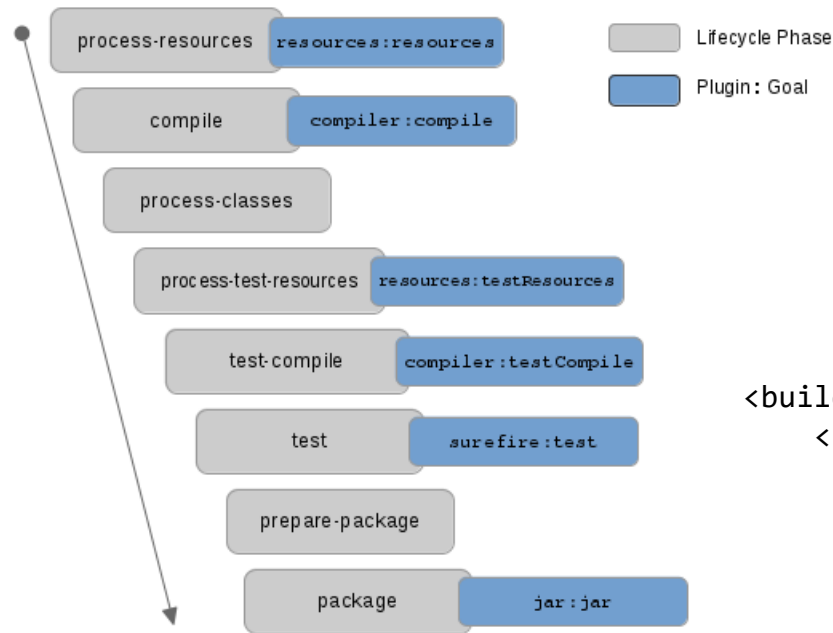 process-resources resources:resources
Lifecycle Phase
Plugin: Goal
compile compiler:compile
process-classes
process-test-resources resources:testResources
test-compile compiler:testCompile
<buil
<
test surefire:test
prepare-package
package jar:jar